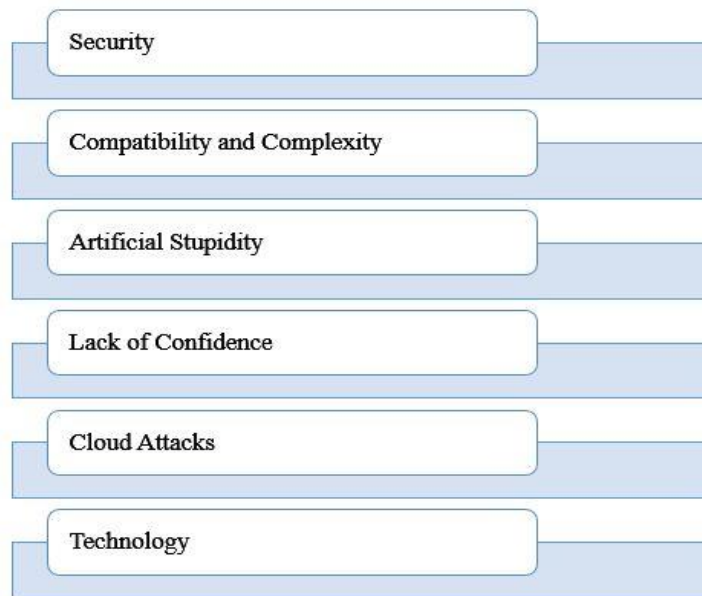 Security
Compatibility and Complexity
Artificial Stupidity
Lack of Confidence
Cloud Attacks
Technology